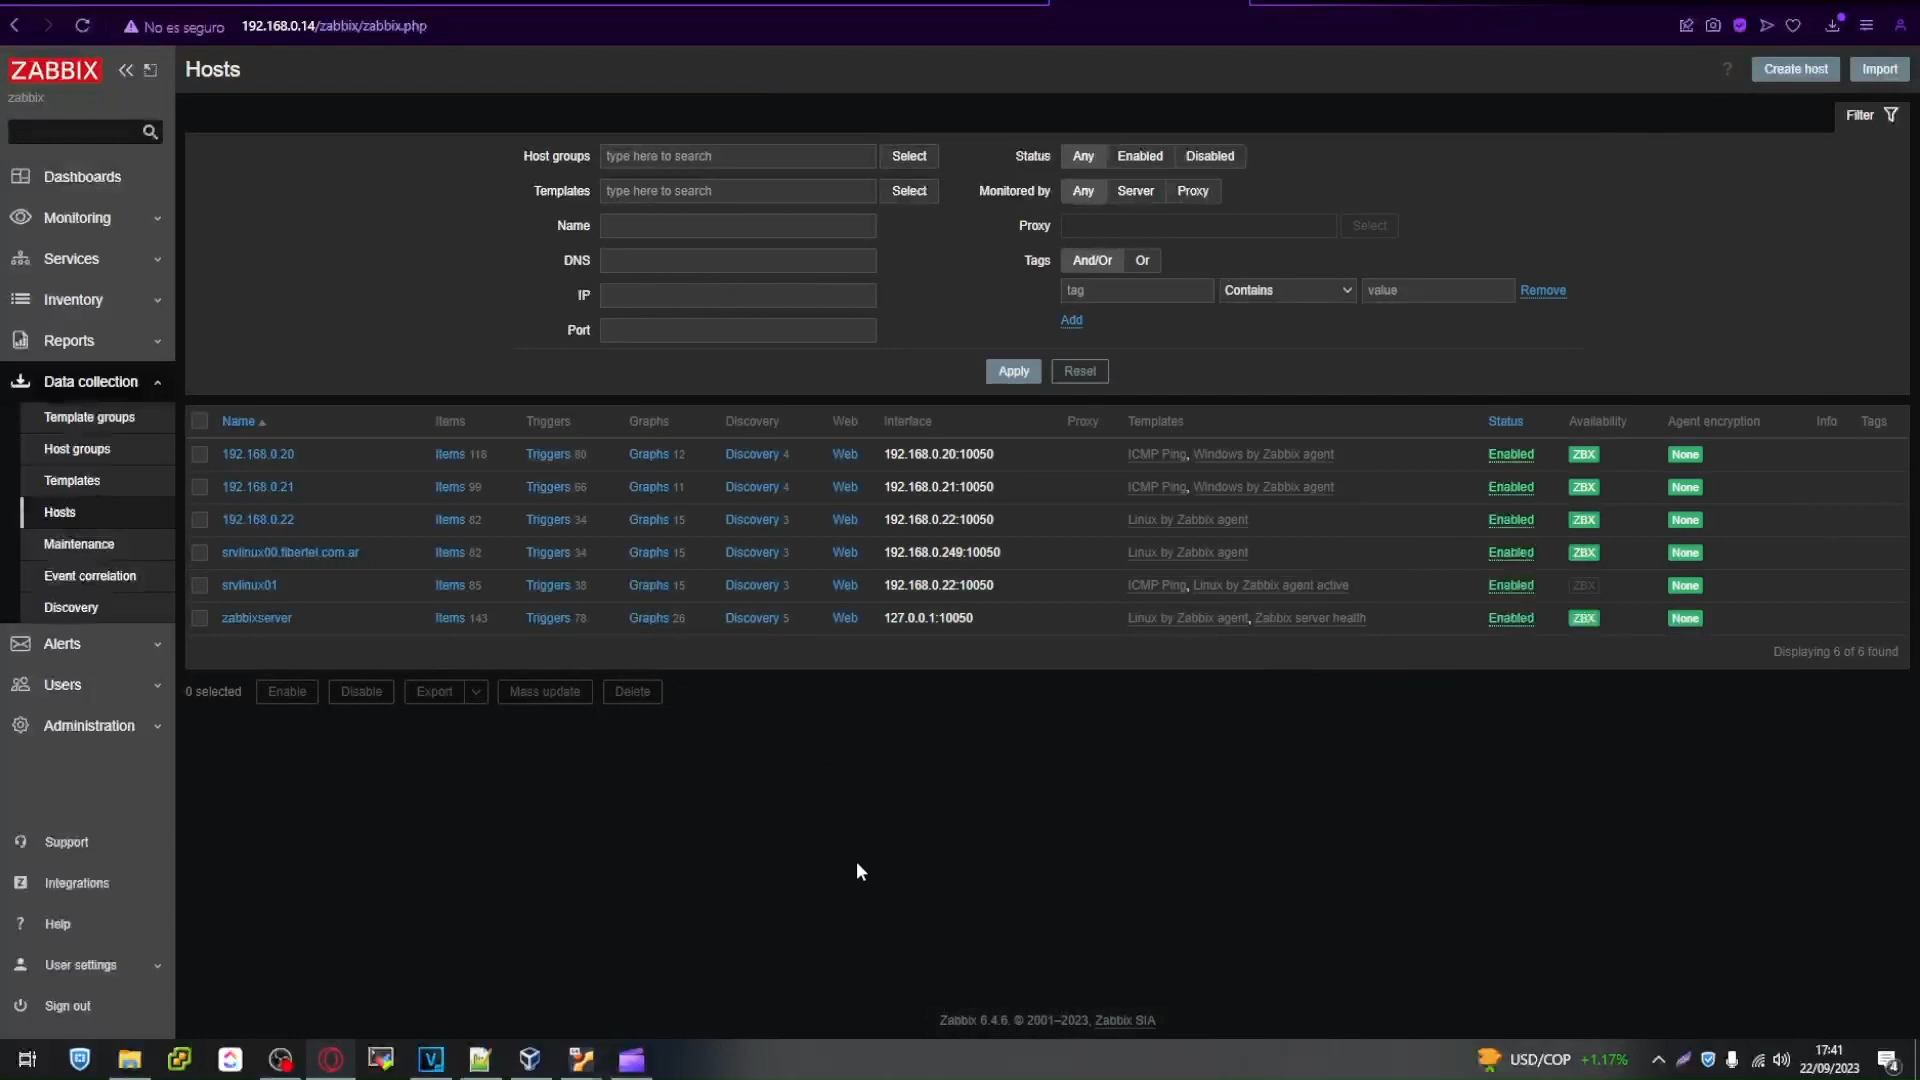 No es seguro 192.168.0.14/zabbix/zabbix.php
ZABBIX
zabbix
Hosts
? Create host Import
Filter
Dashboards
Monitoring
Services
Inventory
Reports
Data collection
Template groups
Host groups
Templates
Hosts
Maintenance
Event correlation
Discovery
Alerts
Users
Administration
Support
Integrations
? Help
User settings
Sign out
Host groups type here to search Select
Templates type here to search Select
Name
DNS
IP
Port
Status Any Enabled Disabled
Monitored by Any Server Proxy
Proxy Select
Tags And/Or Or
tag Contains value Remove
Add
Apply Reset
Name Items Triggers Graphs Discovery Web Interface Proxy Templates Status Availability Agent encryption Info Tags
192.168.0.20 Items 118 Triggers 80 Graphs 12 Discovery 4 Web 192.168.0.20:10050 ICMP Ping, Windows by Zabbix agent Enabled ZBX None
192.168.0.21 Items 99 Triggers 66 Graphs 11 Discovery 4 Web 192.168.0.21:10050 ICMP Ping, Windows by Zabbix agent Enabled ZBX None
192.168.0.22 Items 82 Triggers 34 Graphs 15 Discovery 3 Web 192.168.0.22:10050 Linux by Zabbix agent Enabled ZBX None
srvlinux00.fibertel.com.ar Items 82 Triggers 34 Graphs 15 Discovery 3 Web 192.168.0.249:10050 Linux by Zabbix agent Enabled ZBX None
srvlinux01 Items 85 Triggers 38 Graphs 15 Discovery 3 Web 192.168.0.22:10050 ICMP Ping, Linux by Zabbix agent active Enabled ZBX None
zabbixserver Items 143 Triggers 78 Graphs 26 Discovery 5 Web 127.0.0.1:10050 Linux by Zabbix agent, Zabbix server health Enabled ZBX None
Displaying 6 of 6 found
0 selected Enable Disable Export Mass update Delete
Zabbix 6.4.6. © 2001–2023, Zabbix SIA
USD/COP +1.17%
17:41
22/09/2023
4